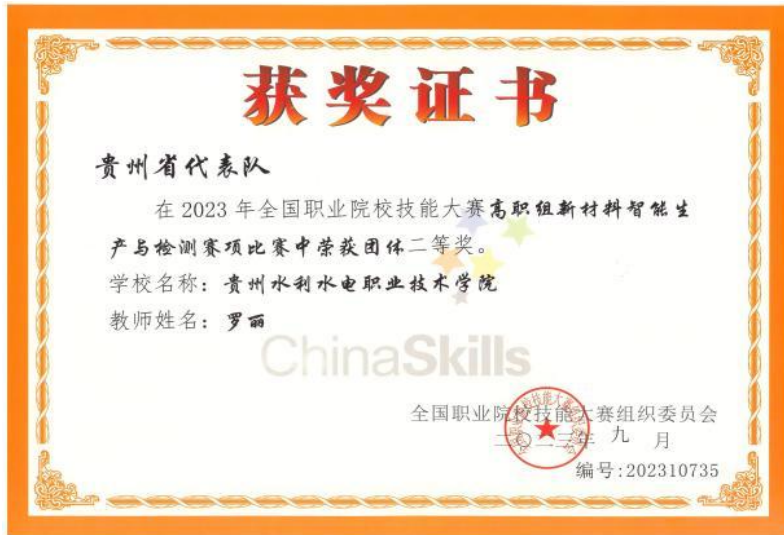 获奖证书
贵州省代表队
在2023年全国职业院校技能大赛高职组新材料智能生
产与检测赛项比赛中荣获团体二等奖。
学校名称：贵州水利水电职业技术学院
教师姓名：罗丽
ChinaSkills
全国职业院校技能大赛组织委员会
二〇二三年 九 月
编号:202310735